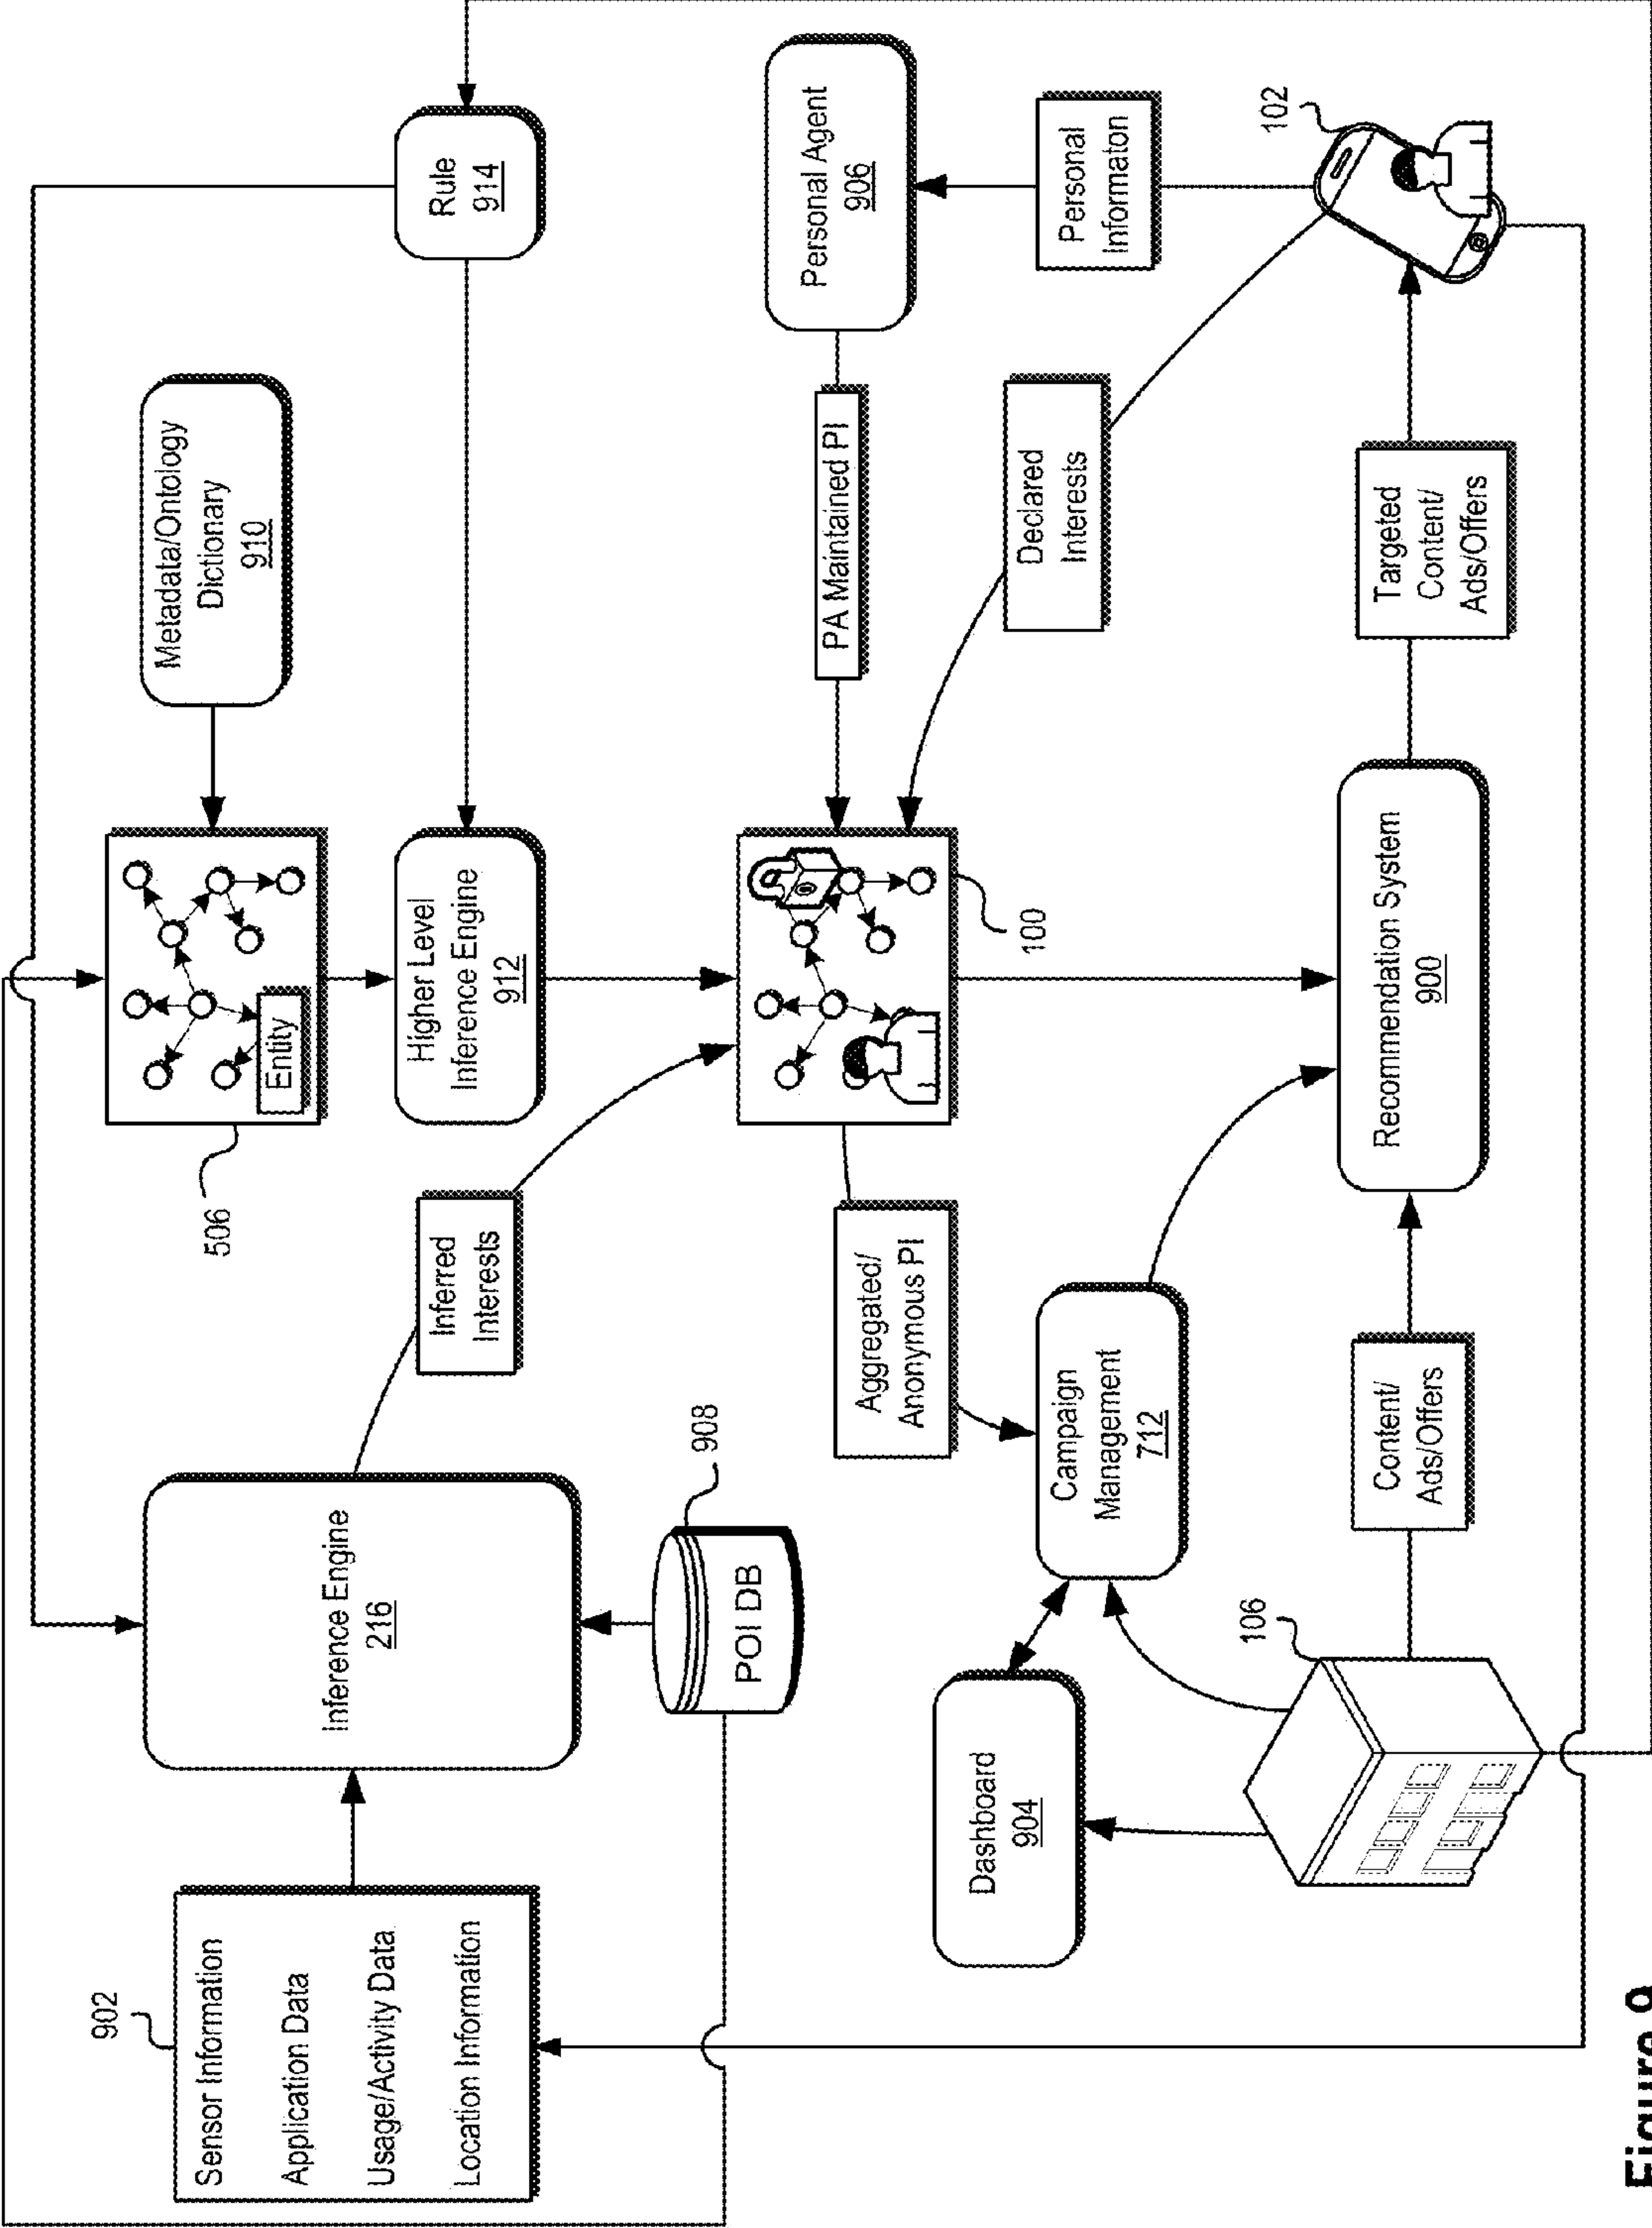 902
Sensor Information
Application Data
Usage/Activity Data
Location Information
Inference Engine
216
506
Entity
Metadata/Ontology
Dictionary
910
Inferred
Interests
Higher Level
Inference Engine
912
Rule
914
908
POI DB
Aggregated/
Anonymous PI
100
PA Maintained PI
Personal Agent
906
Dashboard
904
Campaign
Management
712
Declared
Interests
Personal
Informaton
106
Content/
Ads/Offers
Recommendation System
900
Targeted
Content/
Ads/Offers
102
Figure 9